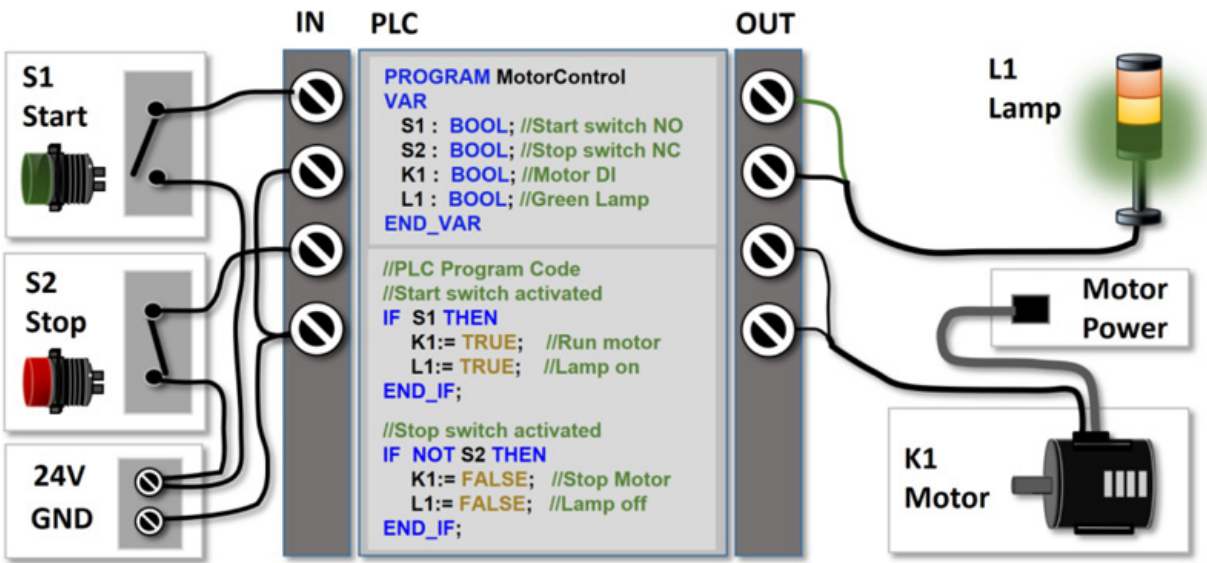 IN
PLC
OUT
S1
Start
S2
Stop
24V
GND
PROGRAM MotorControl
VAR
S1 : BOOL; //Start switch NO
S2 : BOOL; //Stop switch NC
K1 : BOOL; //Motor DI
L1 : BOOL; //Green Lamp
END_VAR
//PLC Program Code
//Start switch activated
IF S1 THEN
K1:= TRUE; //Run motor
L1:= TRUE; //Lamp on
END_IF;
//Stop switch activated
IF NOT S2 THEN
K1:= FALSE; //Stop Motor
L1:= FALSE; //Lamp off
END_IF;
L1
Lamp
Motor
Power
K1
Motor